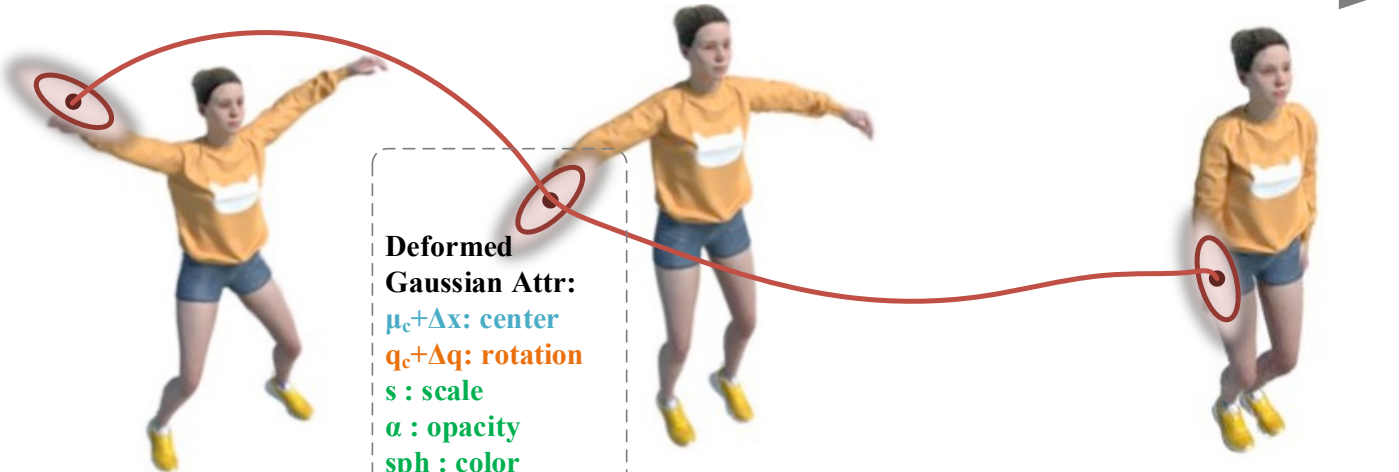 Deformed
Gaussian Attr:
μc+Δx: center
qc+Δq: rotation
s : scale
α : opacity
sph : color